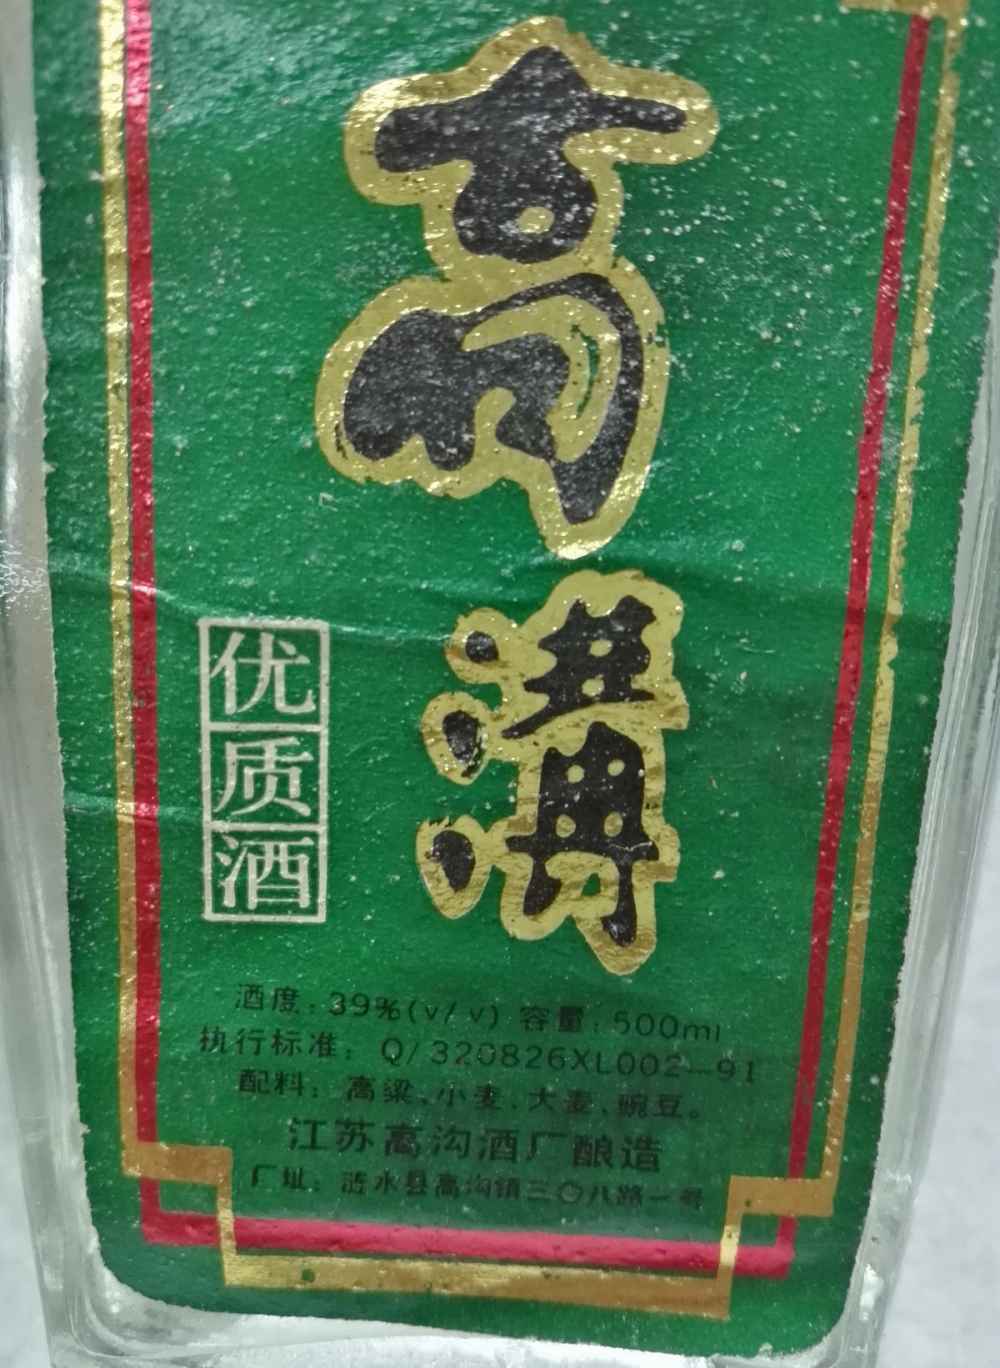 高溝
优质酒
酒度：39%(v/v) 容量：500ml
执行标准：Q/320826XL002—91
配料：高粱、小麦、大麦、豌豆。
江苏高沟酒厂酿造
厂址：涟水县高沟镇三〇八路一号